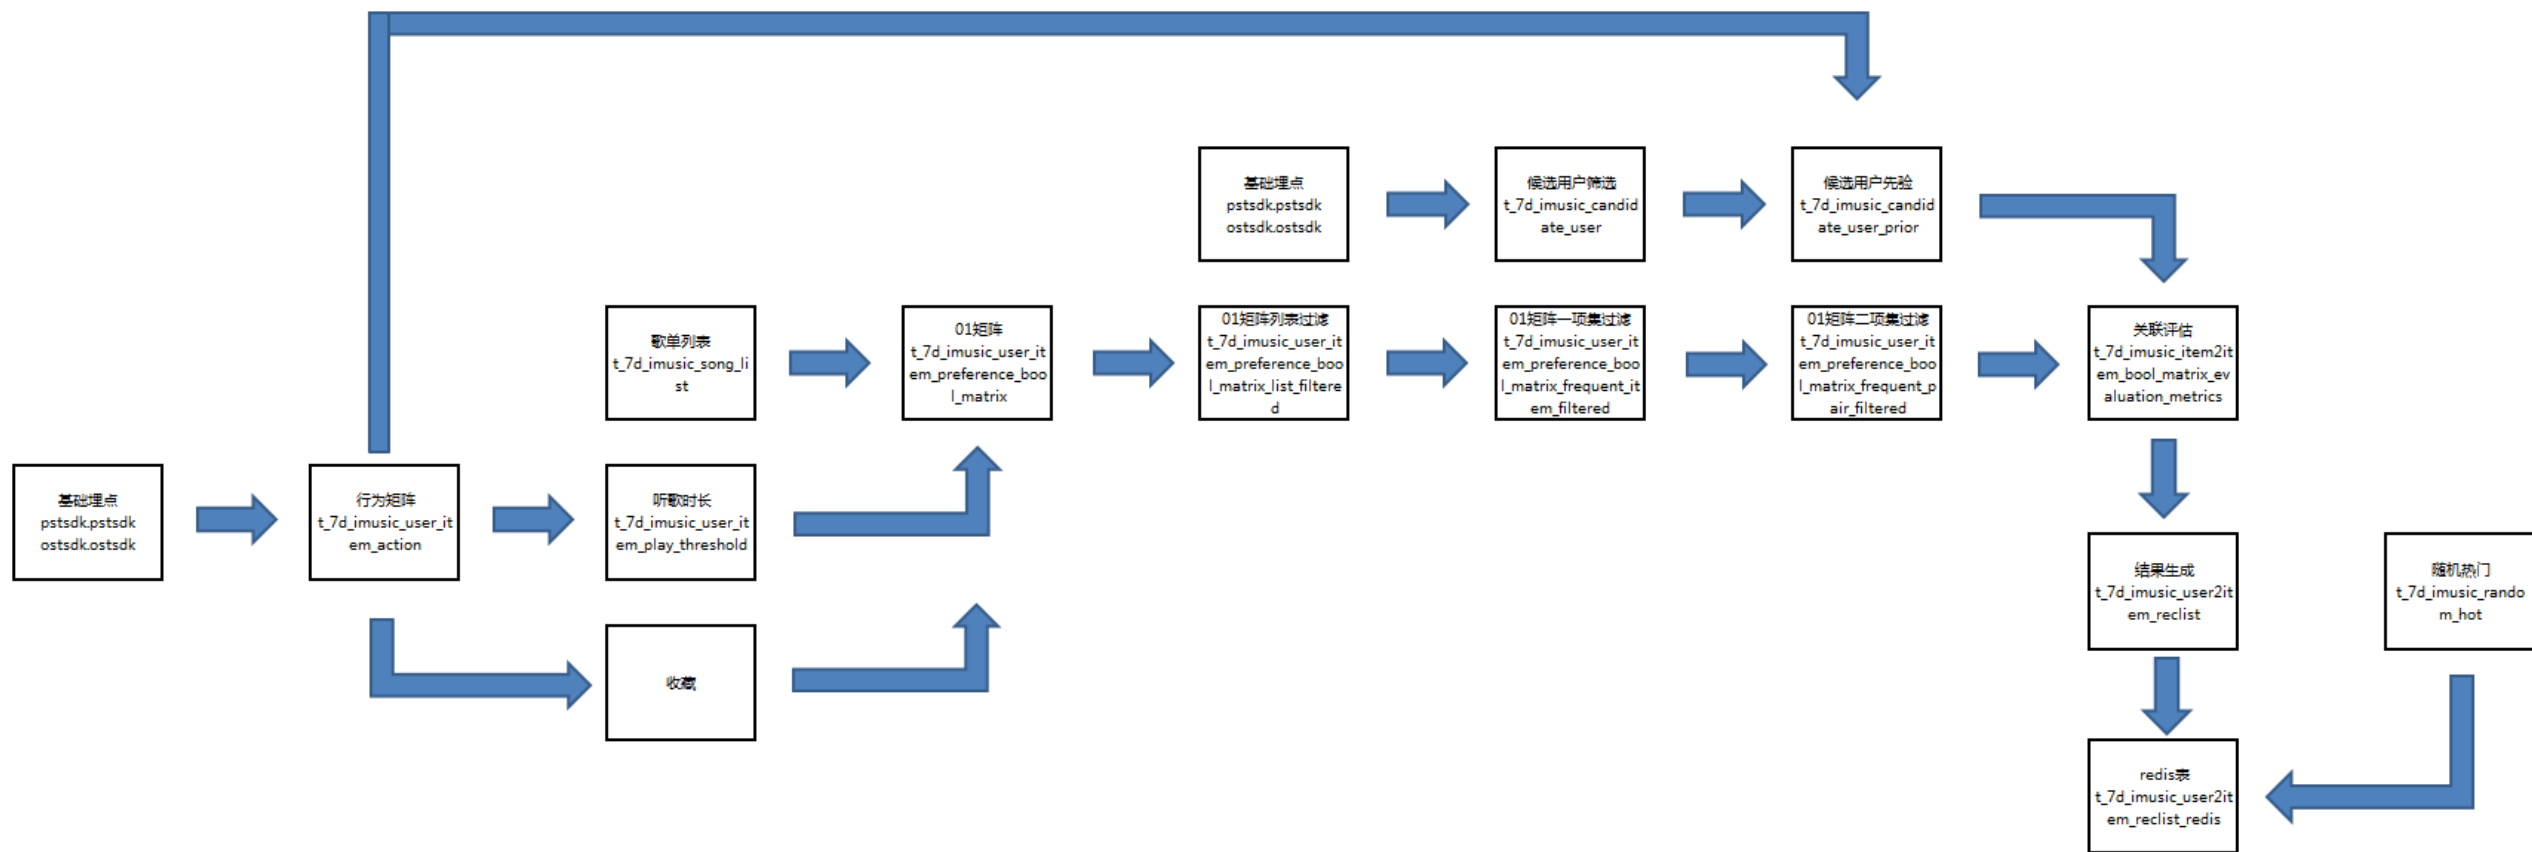 基础埋点
pstsdk.pstsdk
ostsdk.ostsdk
候选用户筛选
t_7d_imusic_candid
ate_user
候选用户先验
t_7d_imusic_candid
ate_user_prior
歌单列表
t_7d_imusic_song_li
st
01矩阵
t_7d_imusic_user_it
em_preference_boo
l_matrix
01矩阵列表过滤
t_7d_imusic_user_it
em_preference_boo
l_matrix_list_filtere
d
01矩阵一项集过滤
t_7d_imusic_user_it
em_preference_boo
l_matrix_frequent_it
em_filtered
01矩阵二项集过滤
t_7d_imusic_user_it
em_preference_boo
l_matrix_frequent_p
air_filtered
关联评估
t_7d_imusic_item2it
em_bool_matrix_ev
aluation_metrics
基础埋点
pstsdk.pstsdk
ostsdk.ostsdk
行为矩阵
t_7d_imusic_user_it
em_action
听歌时长
t_7d_imusic_user_it
em_play_threshold
结果生成
t_7d_imusic_user2it
em_reclist
随机热门
t_7d_imusic_rando
m_hot
收藏
redis表
t_7d_imusic_user2it
em_reclist_redis